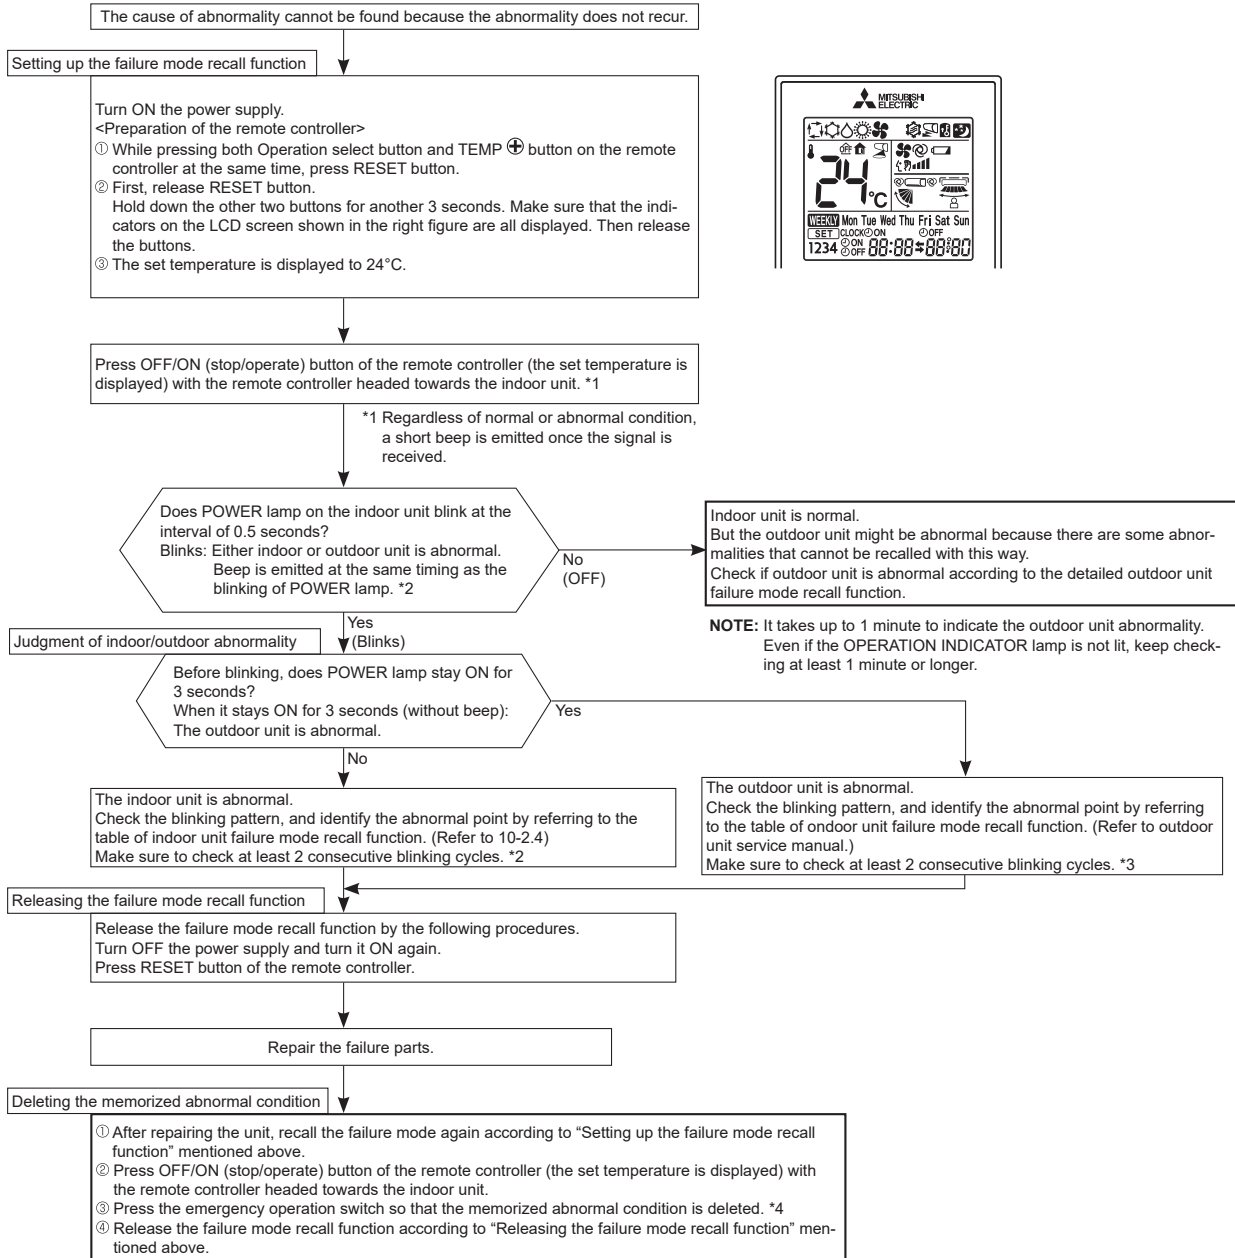 The cause of abnormality cannot be found because the abnormality does not recur.
Setting up the failure mode recall function
Turn ON the power supply.
<Preparation of the remote controller>
① While pressing both Operation select button and TEMP ⊕ button on the remote
controller at the same time, press RESET button.
② First, release RESET button.
Hold down the other two buttons for another 3 seconds. Make sure that the indi-
cators on the LCD screen shown in the right figure are all displayed. Then release
the buttons.
③ The set temperature is displayed to 24°C.
MITSUBISHI
ELECTRIC
24°C
WEEKLY Mon Tue Wed Thu Fri Sat Sun
SET CLOCK ON OFF
1234 ON OFF 88:88 88:80
Press OFF/ON (stop/operate) button of the remote controller (the set temperature is
displayed) with the remote controller headed towards the indoor unit. *1
*1 Regardless of normal or abnormal condition,
a short beep is emitted once the signal is
received.
Does POWER lamp on the indoor unit blink at the
interval of 0.5 seconds?
Blinks: Either indoor or outdoor unit is abnormal.
Beep is emitted at the same timing as the
blinking of POWER lamp. *2
No
(OFF)
Indoor unit is normal.
But the outdoor unit might be abnormal because there are some abnor-
malities that cannot be recalled with this way.
Check if outdoor unit is abnormal according to the detailed outdoor unit
failure mode recall function.
NOTE: It takes up to 1 minute to indicate the outdoor unit abnormality.
Even if the OPERATION INDICATOR lamp is not lit, keep check-
ing at least 1 minute or longer.
Yes
(Blinks)
Judgment of indoor/outdoor abnormality
Before blinking, does POWER lamp stay ON for
3 seconds?
When it stays ON for 3 seconds (without beep):
The outdoor unit is abnormal.
Yes
No
The indoor unit is abnormal.
Check the blinking pattern, and identify the abnormal point by referring to the
table of indoor unit failure mode recall function. (Refer to 10-2.4)
Make sure to check at least 2 consecutive blinking cycles. *2
The outdoor unit is abnormal.
Check the blinking pattern, and identify the abnormal point by referring
to the table of ondoor unit failure mode recall function. (Refer to outdoor
unit service manual.)
Make sure to check at least 2 consecutive blinking cycles. *3
Releasing the failure mode recall function
Release the failure mode recall function by the following procedures.
Turn OFF the power supply and turn it ON again.
Press RESET button of the remote controller.
Repair the failure parts.
Deleting the memorized abnormal condition
① After repairing the unit, recall the failure mode again according to “Setting up the failure mode recall
function” mentioned above.
② Press OFF/ON (stop/operate) button of the remote controller (the set temperature is displayed) with
the remote controller headed towards the indoor unit.
③ Press the emergency operation switch so that the memorized abnormal condition is deleted. *4
④ Release the failure mode recall function according to “Releasing the failure mode recall function” men-
tioned above.